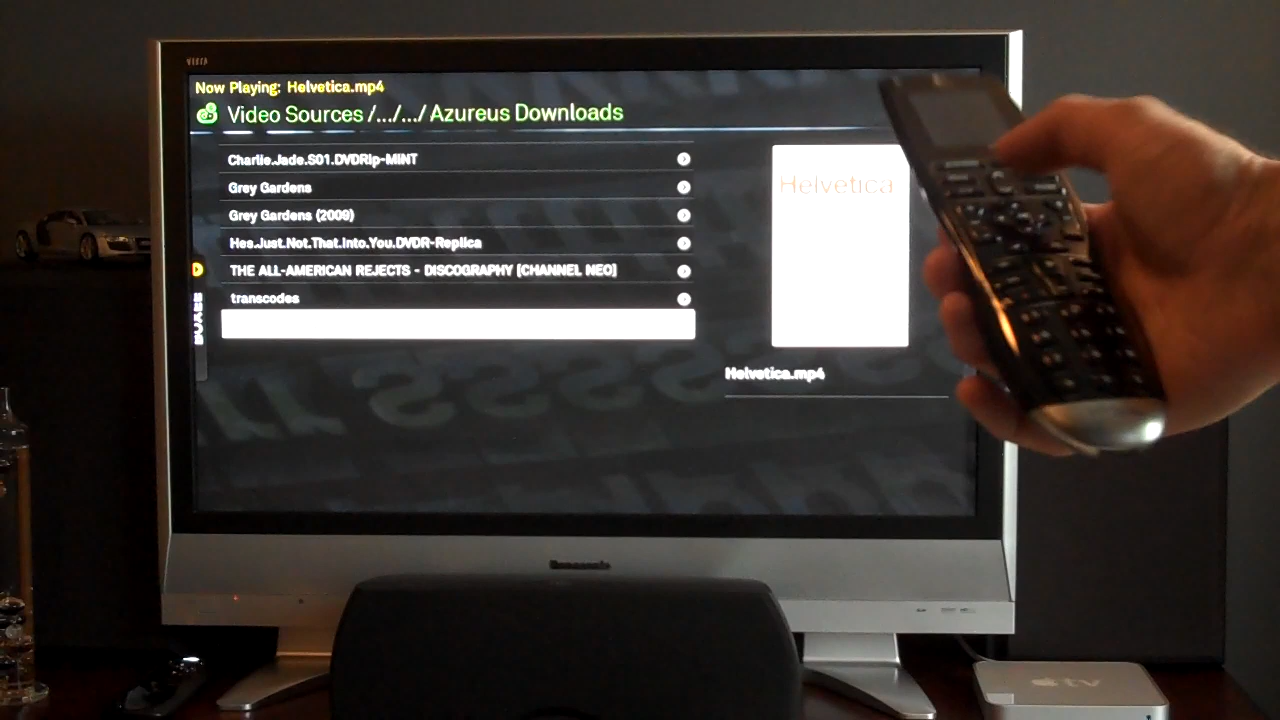 VIERA
Now Playing: Helvetica.mp4
Video Sources /.../.../ Azureus Downloads
Charlie.Jade.S01.DVDRip-MiNT
Grey Gardens
Grey Gardens (2009)
Hes.Just.Not.That.Into.You.DVDR-Replica
THE ALL-AMERICAN REJECTS - DISCOGRAPHY [CHANNEL NEO]
transcodes
Helvetica
Helvetica.mp4
Panasonic
tv